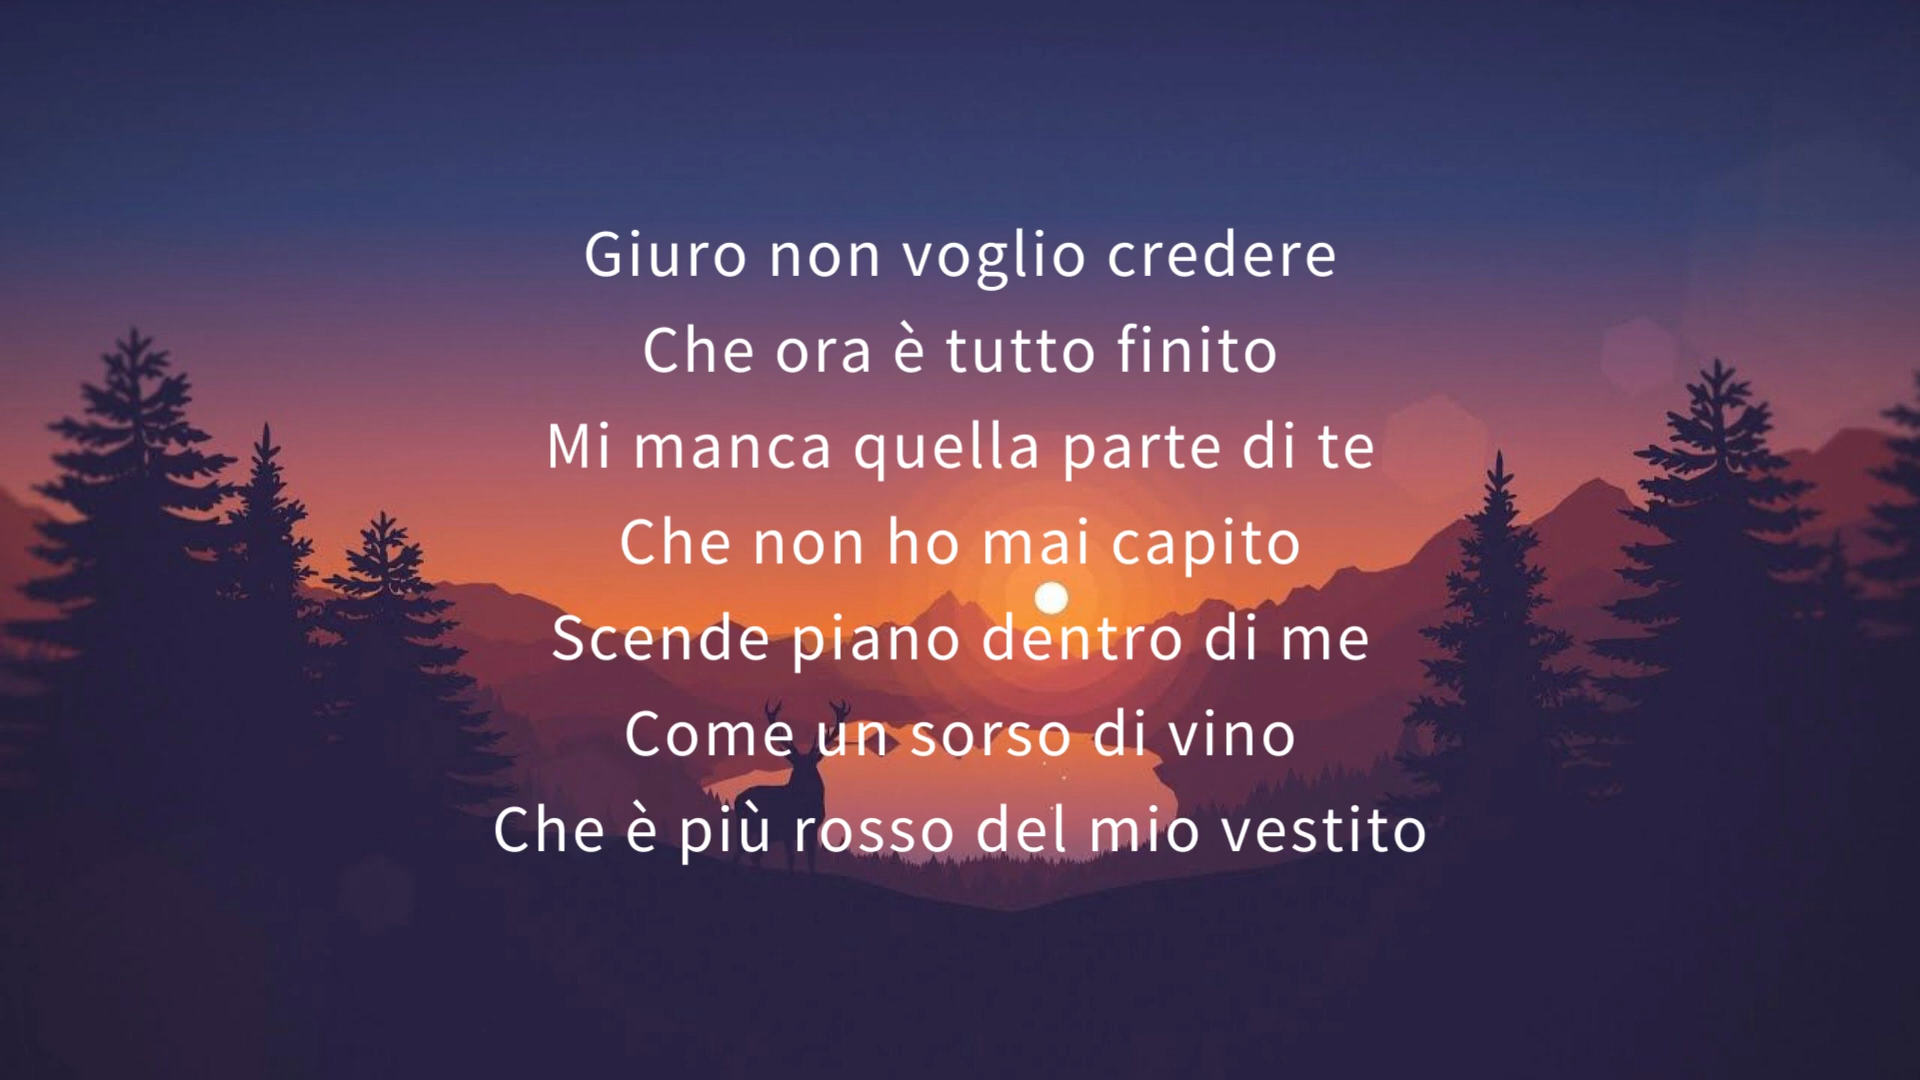 Giuro non voglio credere
Che ora è tutto finito
Mi manca quella parte di te
Che non ho mai capito
Scende piano dentro di me
Come un sorso di vino
Che è più rosso del mio vestito